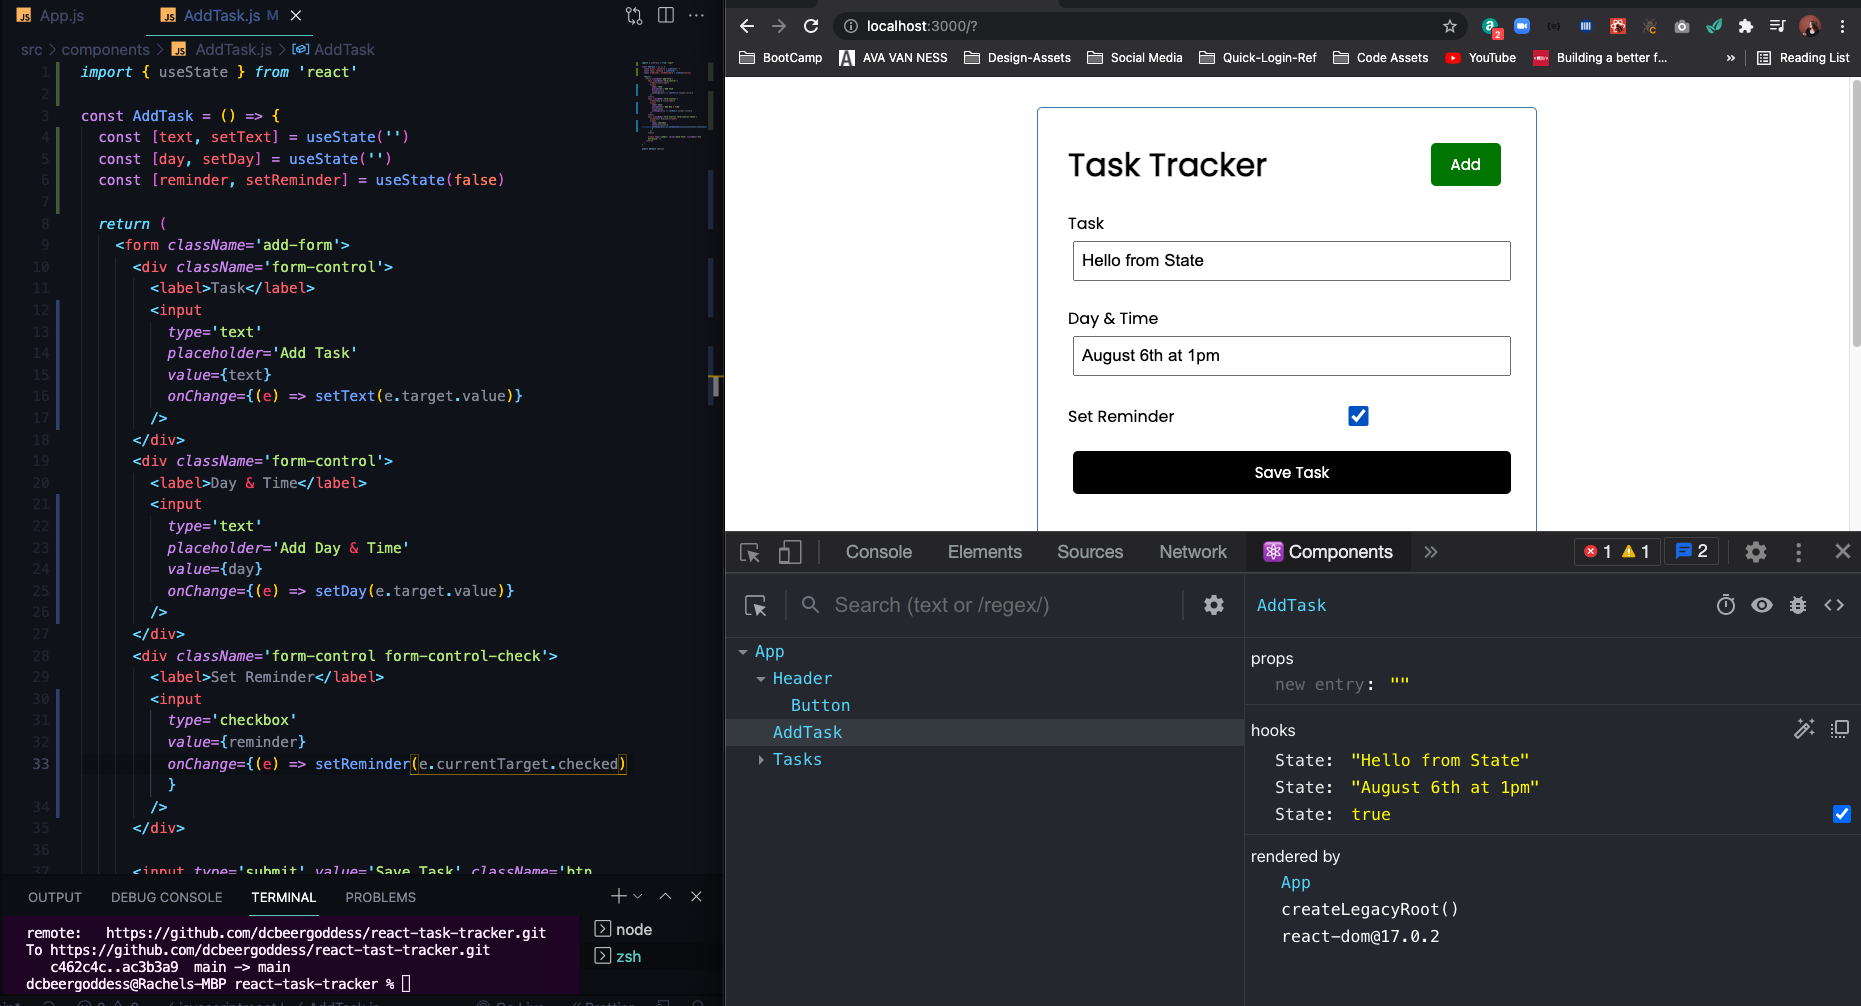 App.js
AddTask.js M
src > components > AddTask.js > AddTask
1 import { useState } from 'react'
2
3 const AddTask = () => {
4 const [text, setText] = useState('')
5 const [day, setDay] = useState('')
6 const [reminder, setReminder] = useState(false)
7
8 return (
9 <form className='add-form'>
10 <div className='form-control'>
11 <label>Task</label>
12 <input
13 type='text'
14 placeholder='Add Task'
15 value={text}
16 onChange={(e) => setText(e.target.value)}
17 />
18 </div>
19 <div className='form-control'>
20 <label>Day & Time</label>
21 <input
22 type='text'
23 placeholder='Add Day & Time'
24 value={day}
25 onChange={(e) => setDay(e.target.value)}
26 />
27 </div>
28 <div className='form-control form-control-check'>
29 <label>Set Reminder</label>
30 <input
31 type='checkbox'
32 value={reminder}
33 onChange={(e) => setReminder(e.currentTarget.checked)
}
34 />
35 </div>
36
37 <input type='submit' value='Save Task' className='btn
OUTPUT
DEBUG CONSOLE
TERMINAL
PROBLEMS
remote: https://github.com/dcbeergoddess/react-task-tracker.git
To https://github.com/dcbeergoddess/react-tast-tracker.git
c462c4c..ac3b3a9 main -> main
dcbeergoddess@Rachels-MBP react-task-tracker %
node
zsh
localhost:3000/?
2
BootCamp
AVA VAN NESS
Design-Assets
Social Media
Quick-Login-Ref
Code Assets
YouTube
Building a better f...
»
Reading List
Task Tracker
Add
Task
Hello from State
Day & Time
August 6th at 1pm
Set Reminder
Save Task
Console
Elements
Sources
Network
Components
»
1
1
2
Search (text or /regex/)
App
Header
Button
AddTask
Tasks
AddTask
props
new entry: ""
hooks
State: "Hello from State"
State: "August 6th at 1pm"
State: true
rendered by
App
createLegacyRoot()
react-dom@17.0.2